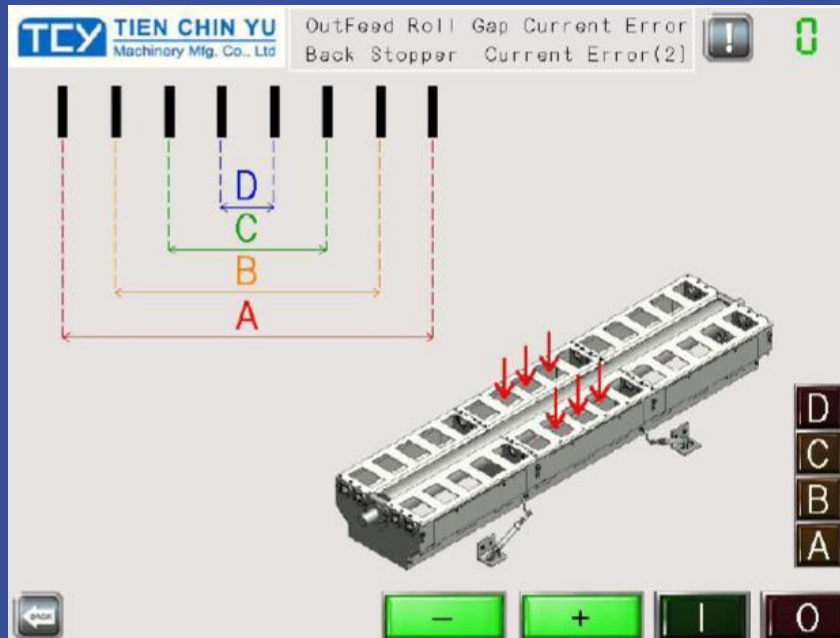 TCY TIEN CHIN YU
Machinery Mfg. Co., Ltd
OutFeed Roll Gap Current Error
Back Stopper Current Error(2)
!
0
D
C
B
A
D
C
B
A
BACK
- + I O